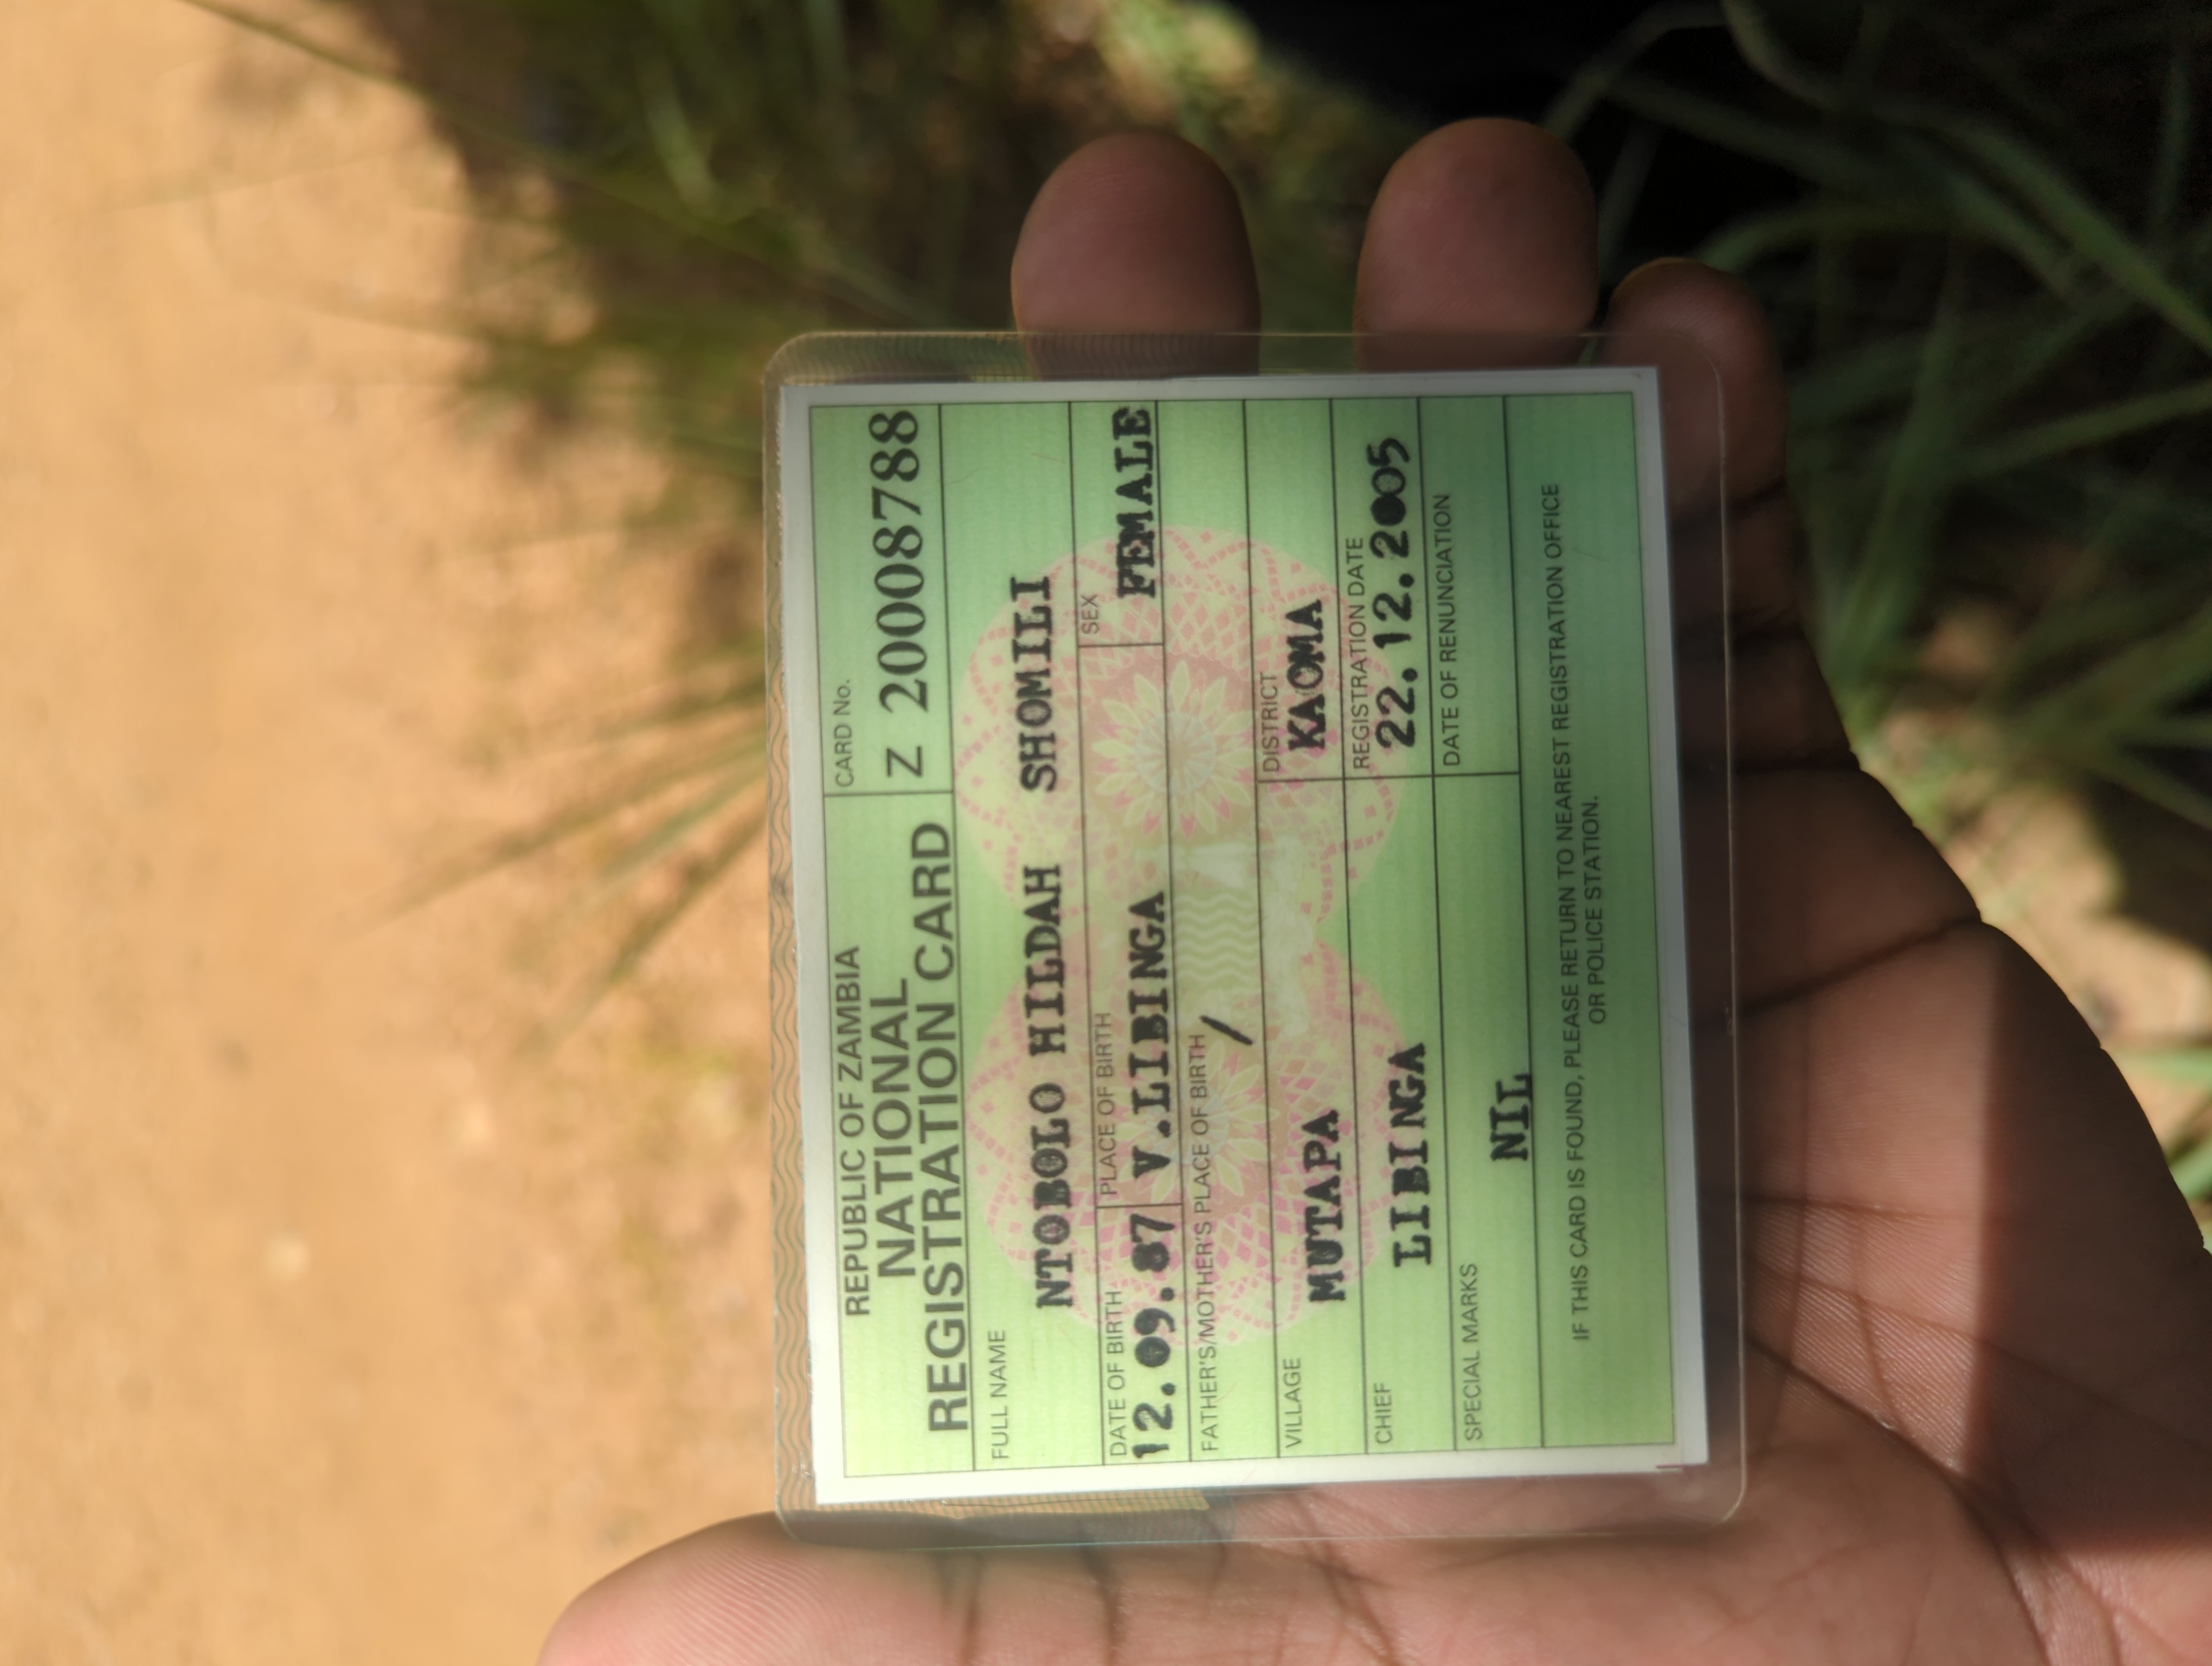 REPUBLIC OF ZAMBIA
NATIONAL
REGISTRATION CARD
CARD No.
Z 20008788
FULL NAME
NTOBOLO HILDAH SHOMILI
DATE OF BIRTH PLACE OF BIRTH SEX
12.09.87 V.LIBINGA FEMALE
FATHER'S/MOTHER'S PLACE OF BIRTH
/
VILLAGE DISTRICT
MUTAPA KAOMA
CHIEF REGISTRATION DATE
LIBINGA 22.12.2005
SPECIAL MARKS DATE OF RENUNCIATION
NIL
IF THIS CARD IS FOUND, PLEASE RETURN TO NEAREST REGISTRATION OFFICE
OR POLICE STATION.